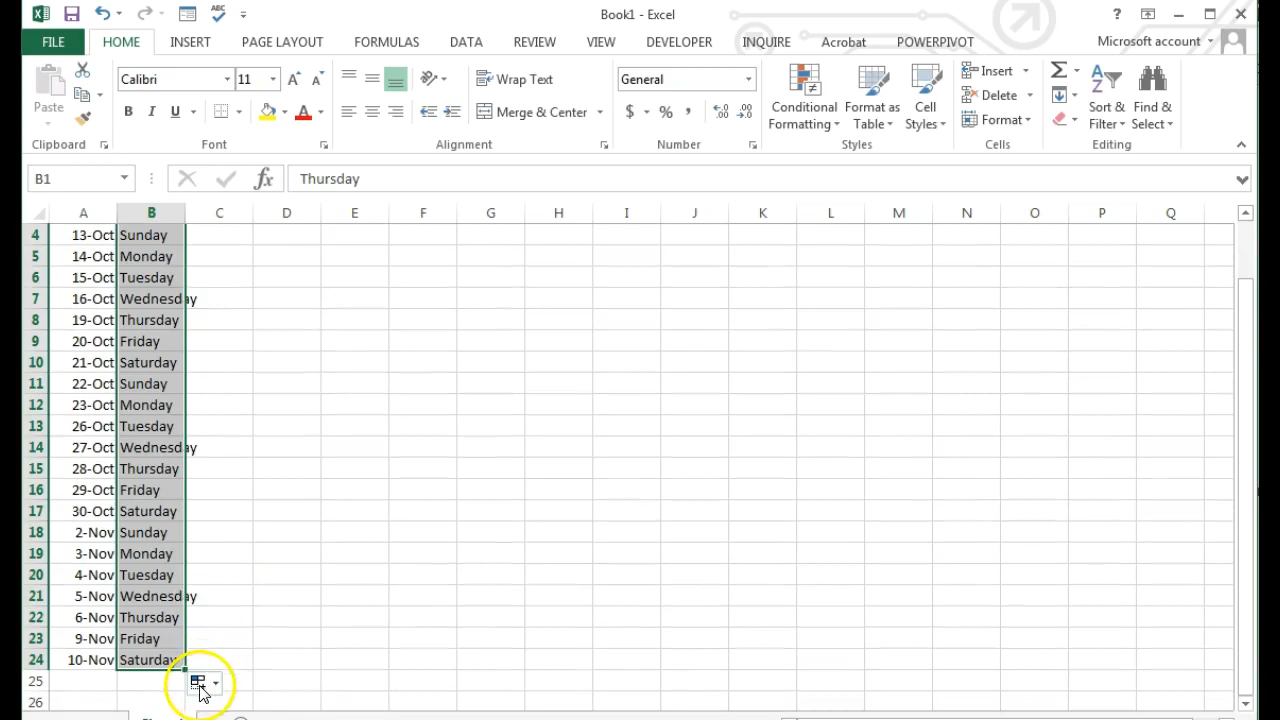 Book1 - Excel
?
FILE HOME INSERT PAGE LAYOUT FORMULAS DATA REVIEW VIEW DEVELOPER INQUIRE Acrobat POWERPIVOT Microsoft account
Paste
Calibri 11
B I U A
Wrap Text
Merge & Center
General
$ % ,
Conditional Formatting
Format as Table
Cell Styles
Insert
Delete
Format
Sort & Filter
Find & Select
Clipboard Font Alignment Number Styles Cells Editing
B1 fx Thursday
A B C D E F G H I J K L M N O P Q
4 13-Oct Sunday
5 14-Oct Monday
6 15-Oct Tuesday
7 16-Oct Wednesday
8 19-Oct Thursday
9 20-Oct Friday
10 21-Oct Saturday
11 22-Oct Sunday
12 23-Oct Monday
13 26-Oct Tuesday
14 27-Oct Wednesday
15 28-Oct Thursday
16 29-Oct Friday
17 30-Oct Saturday
18 2-Nov Sunday
19 3-Nov Monday
20 4-Nov Tuesday
21 5-Nov Wednesday
22 6-Nov Thursday
23 9-Nov Friday
24 10-Nov Saturday
25
26